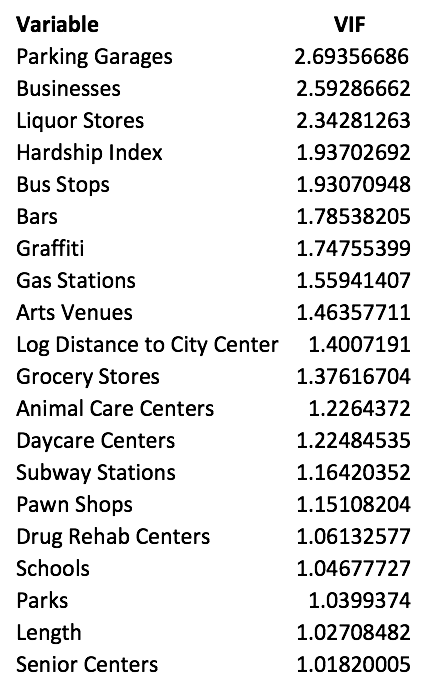 Variable VIF
Parking Garages 2.69356686
Businesses 2.59286662
Liquor Stores 2.34281263
Hardship Index 1.93702692
Bus Stops 1.93070948
Bars 1.78538205
Graffiti 1.74755399
Gas Stations 1.55941407
Arts Venues 1.46357711
Log Distance to City Center 1.4007191
Grocery Stores 1.37616704
Animal Care Centers 1.2264372
Daycare Centers 1.22484535
Subway Stations 1.16420352
Pawn Shops 1.15108204
Drug Rehab Centers 1.06132577
Schools 1.04677727
Parks 1.0399374
Length 1.02708482
Senior Centers 1.01820005